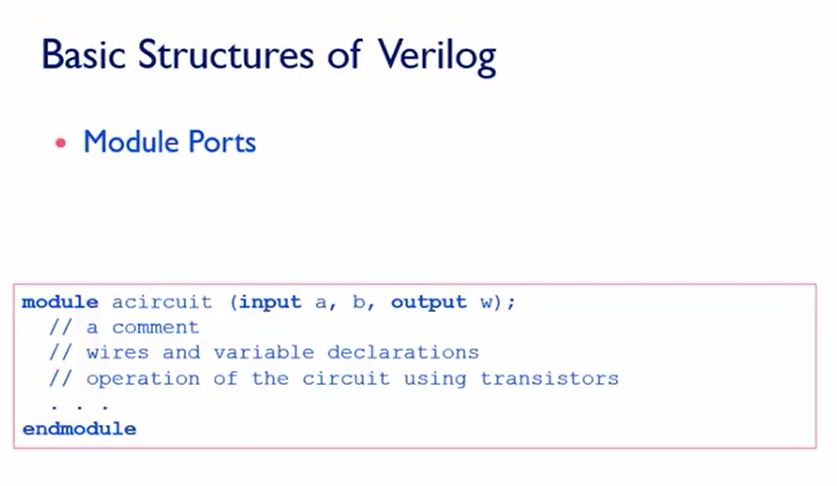 Basic Structures of Verilog
• Module Ports
module acircuit (input a, b, output w);
// a comment
// wires and variable declarations
// operation of the circuit using transistors
. . .
endmodule